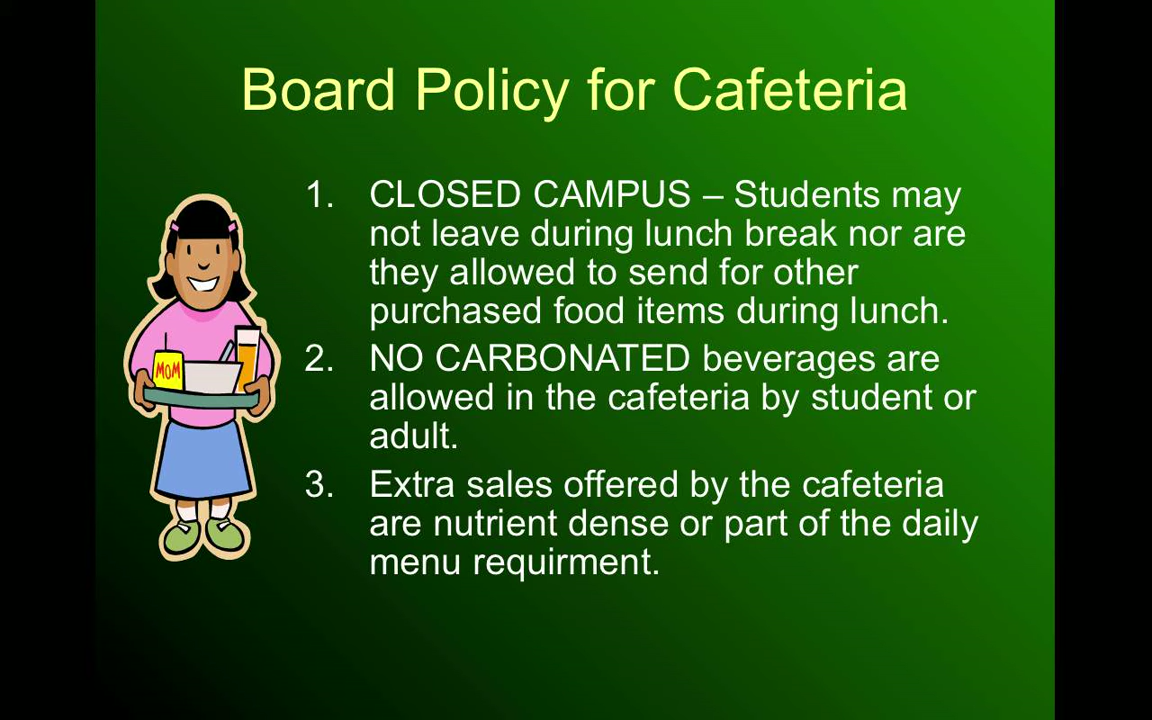 Board Policy for Cafeteria
1. CLOSED CAMPUS – Students may
not leave during lunch break nor are
they allowed to send for other
purchased food items during lunch.
2. NO CARBONATED beverages are
allowed in the cafeteria by student or
adult.
3. Extra sales offered by the cafeteria
are nutrient dense or part of the daily
menu requirment.
MOM